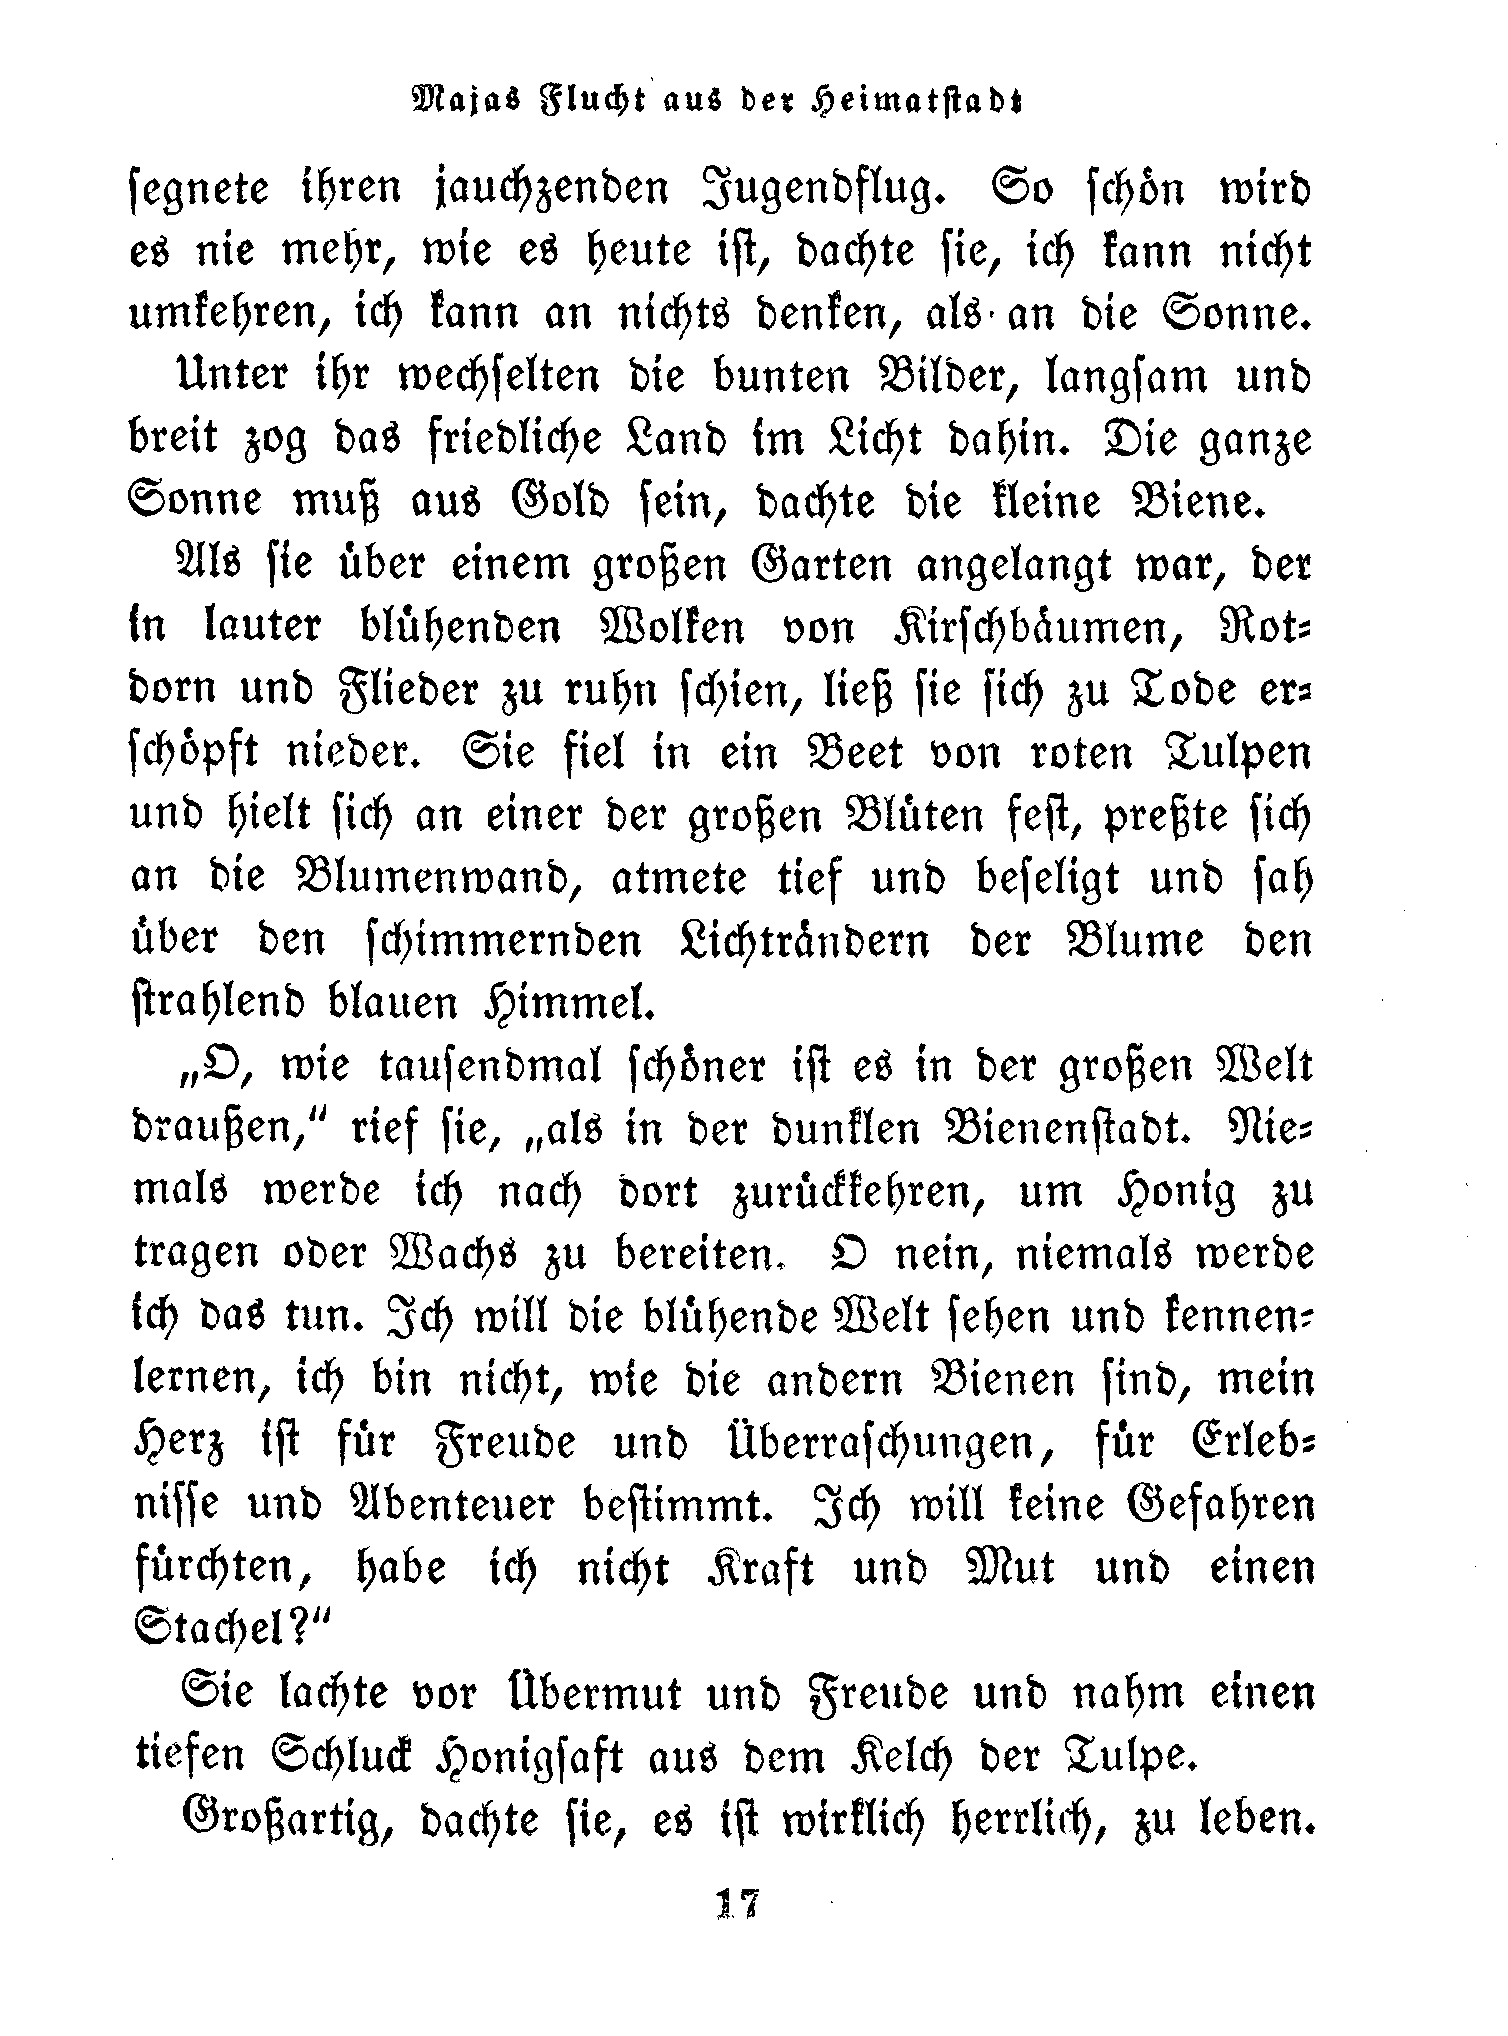 Majas Flucht aus der Heimatstadt
segnete ihren jauchzenden Jugendflug. So schön wird
es nie mehr, wie es heute ist, dachte sie, ich kann nicht
umkehren, ich kann an nichts denken, als an die Sonne.
Unter ihr wechselten die bunten Bilder, langsam und
breit zog das friedliche Land im Licht dahin. Die ganze
Sonne muß aus Gold sein, dachte die kleine Biene.
Als sie über einem großen Garten angelangt war, der
in lauter blühenden Wolken von Kirschbäumen, Rot-
dorn und Flieder zu ruhn schien, ließ sie sich zu Tode er-
schöpft nieder. Sie fiel in ein Beet von roten Tulpen
und hielt sich an einer der großen Blüten fest, preßte sich
an die Blumenwand, atmete tief und beseligt und sah
über den schimmernden Lichträndern der Blume den
strahlend blauen Himmel.
„O, wie tausendmal schöner ist es in der großen Welt
draußen,“ rief sie, „als in der dunklen Bienenstadt. Nie-
mals werde ich nach dort zurückkehren, um Honig zu
tragen oder Wachs zu bereiten. O nein, niemals werde
ich das tun. Ich will die blühende Welt sehen und kennen-
lernen, ich bin nicht, wie die andern Bienen sind, mein
Herz ist für Freude und Überraschungen, für Erleb-
nisse und Abenteuer bestimmt. Ich will keine Gefahren
fürchten, habe ich nicht Kraft und Mut und einen
Stachel?“
Sie lachte vor Übermut und Freude und nahm einen
tiefen Schluck Honigsaft aus dem Kelch der Tulpe.
Großartig, dachte sie, es ist wirklich herrlich, zu leben.
17